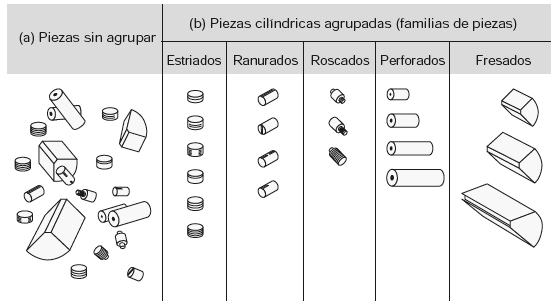 (a) Piezas sin agrupar
(b) Piezas cilíndricas agrupadas (familias de piezas)
Estriados
Ranurados
Roscados
Perforados
Fresados